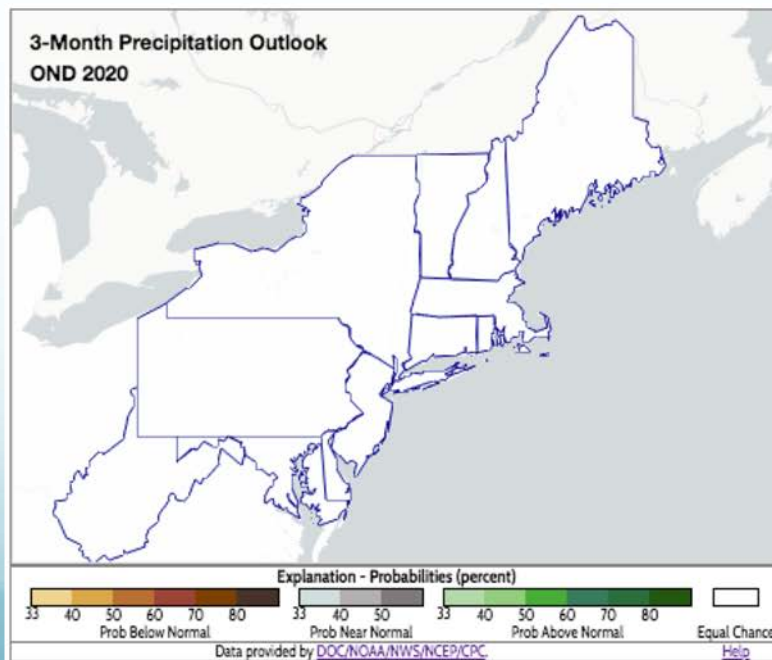 3-Month Precipitation Outlook
OND 2020
Explanation - Probabilities (percent)
33 40 50 60 70 80 33 40 50 33 40 50 60 70 80
Prob Below Normal Prob Near Normal Prob Above Normal Equal Chance
Data provided by DOC/NOAA/NWS/NCEP/CPC. Help